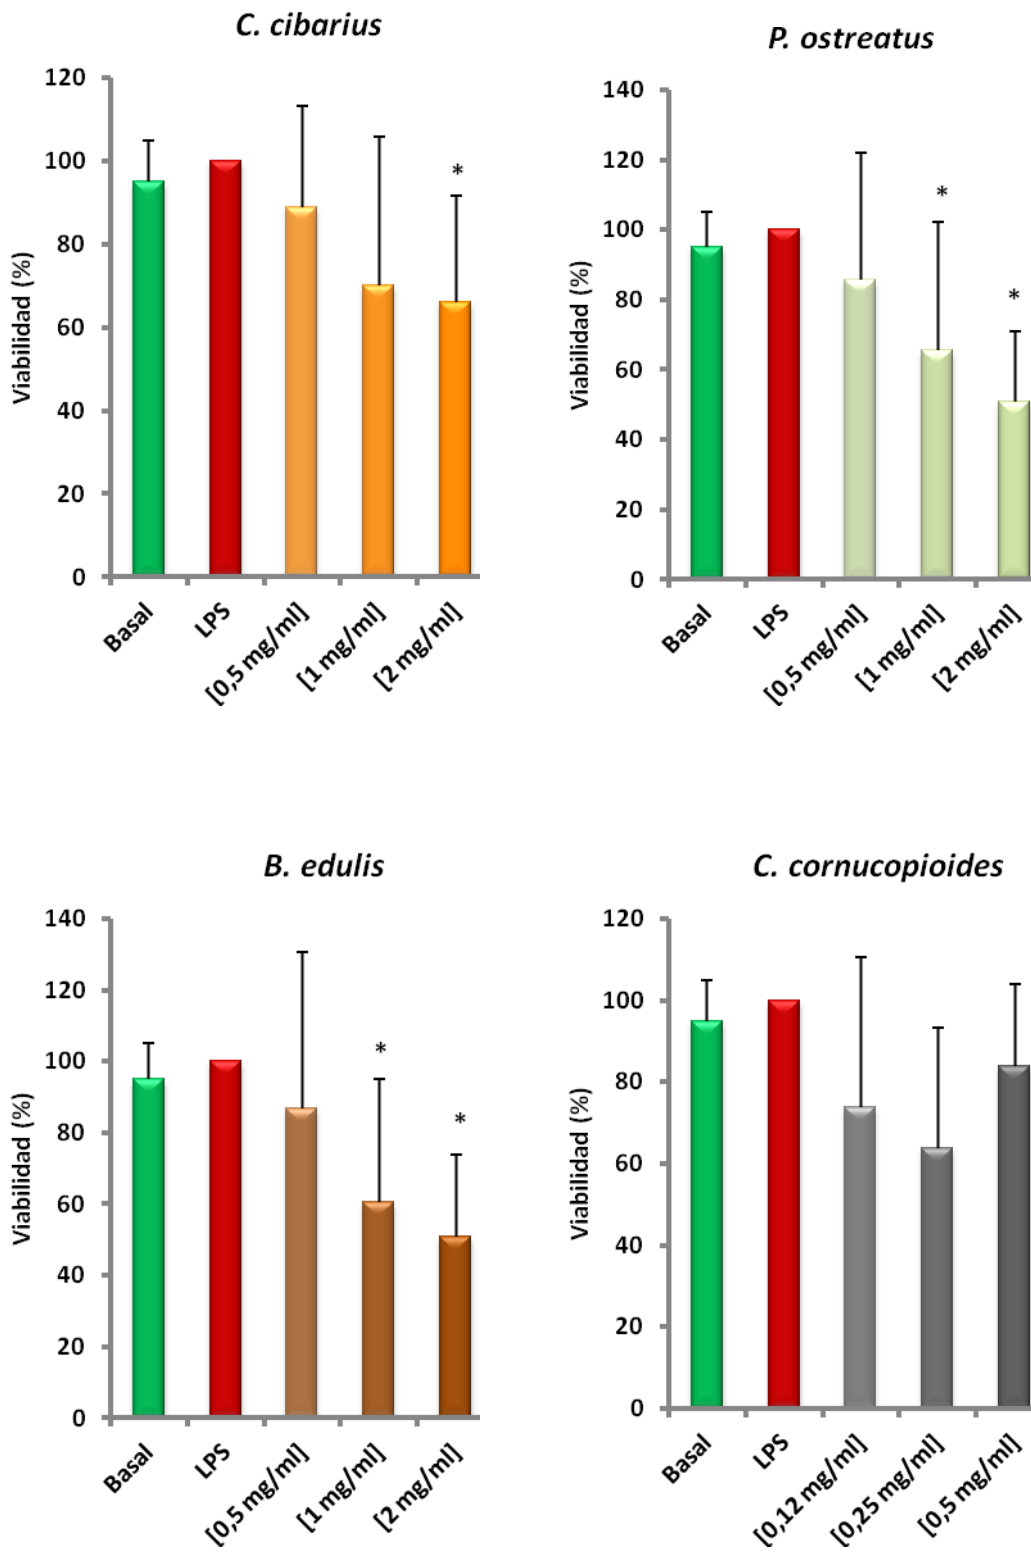 C. cibarius
120
100
80
60
40
20
0
Viabilidad (%)
*
Basal
LPS
[0,5 mg/ml]
[1 mg/ml]
[2 mg/ml]
P. ostreatus
140
120
100
80
60
40
20
0
Viabilidad (%)
*
*
Basal
LPS
[0,5 mg/ml]
[1 mg/ml]
[2 mg/ml]
B. edulis
140
120
100
80
60
40
20
0
Viabilidad (%)
*
*
Basal
LPS
[0,5 mg/ml]
[1 mg/ml]
[2 mg/ml]
C. cornucopioides
120
100
80
60
40
20
0
Viabilidad (%)
Basal
LPS
[0,12 mg/ml]
[0,25 mg/ml]
[0,5 mg/ml]